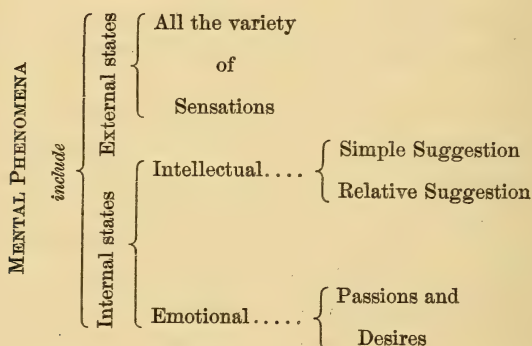 MENTAL PHENOMENA
include
External states
All the variety
of
Sensations
Internal states
Intellectual....
Simple Suggestion
Relative Suggestion
Emotional.....
Passions and
Desires